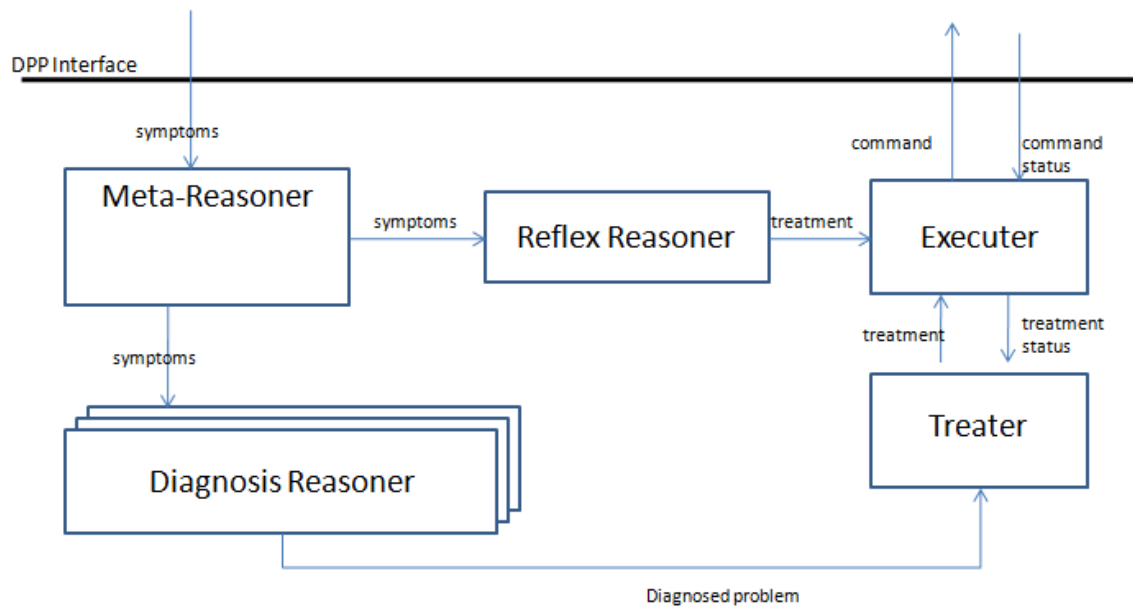 DPP Interface
symptoms
command
command
status
Meta-Reasoner
symptoms
Reflex Reasoner
treatment
Executer
symptoms
treatment
treatment
status
Treater
Diagnosis Reasoner
Diagnosed problem